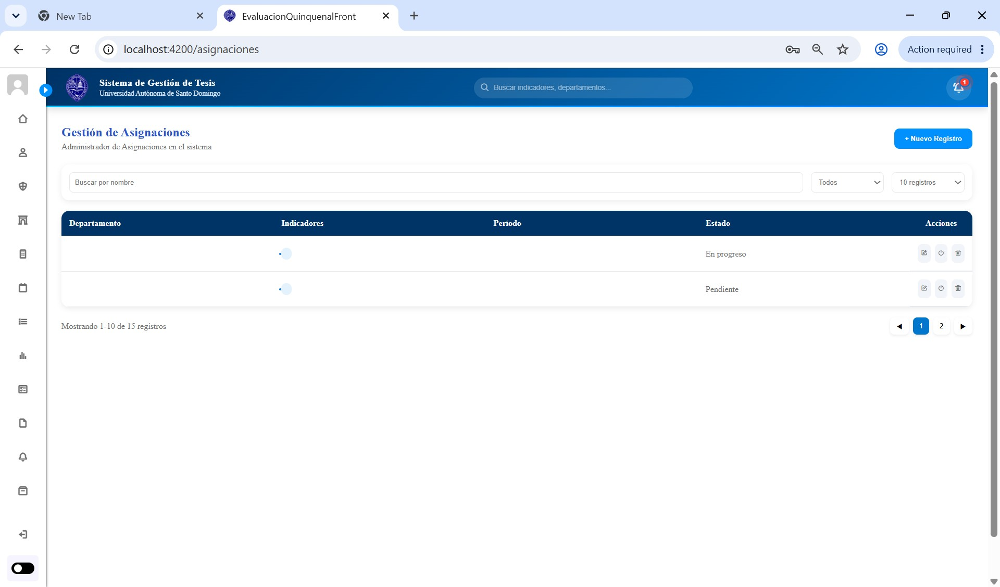 New Tab
EvaluacionQuinquenalFront
localhost:4200/asignaciones
Action required
Sistema de Gestión de Tesis
Universidad Autónoma de Santo Domingo
Buscar indicadores, departamentos...
1
Gestión de Asignaciones
Administrador de Asignaciones en el sistema
+ Nuevo Registro
Buscar por nombre
Todos
10 registros
Departamento Indicadores Período Estado Acciones
En progreso
Pendiente
Mostrando 1-10 de 15 registros
1 2